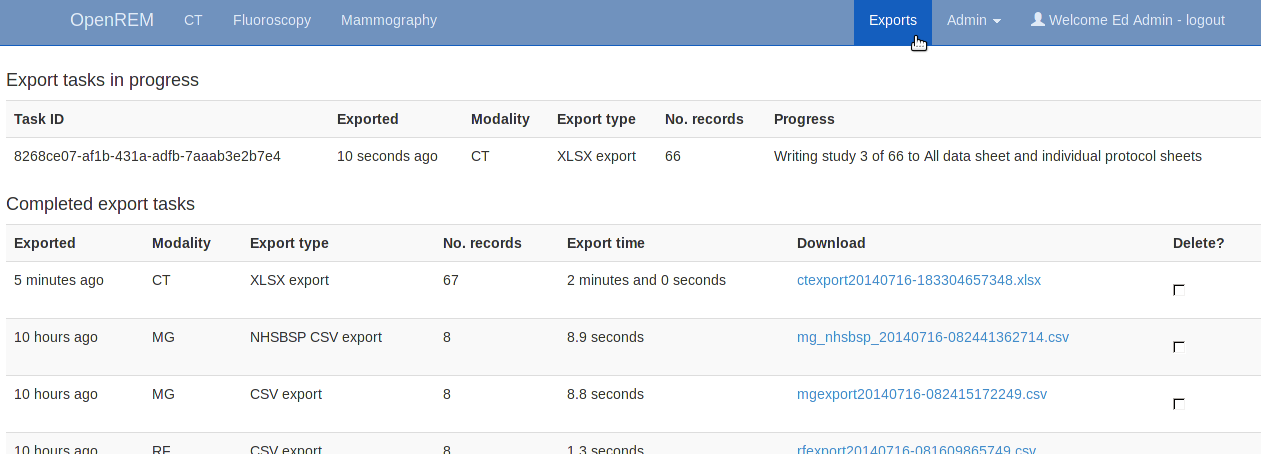 OpenREM CT Fluoroscopy Mammography Exports Admin Welcome Ed Admin - logout
Export tasks in progress
Task ID Exported Modality Export type No. records Progress
8268ce07-af1b-431a-adfb-7aaab3e2b7e4 10 seconds ago CT XLSX export 66 Writing study 3 of 66 to All data sheet and individual protocol sheets
Completed export tasks
Exported Modality Export type No. records Export time Download Delete?
5 minutes ago CT XLSX export 67 2 minutes and 0 seconds ctexport20140716-183304657348.xlsx
10 hours ago MG NHSBSP CSV export 8 8.9 seconds mg_nhsbsp_20140716-082441362714.csv
10 hours ago MG CSV export 8 8.8 seconds mgexport20140716-082415172249.csv
10 hours ago RF CSV export 8 1.3 seconds rfexport20140716-081609865749.csv